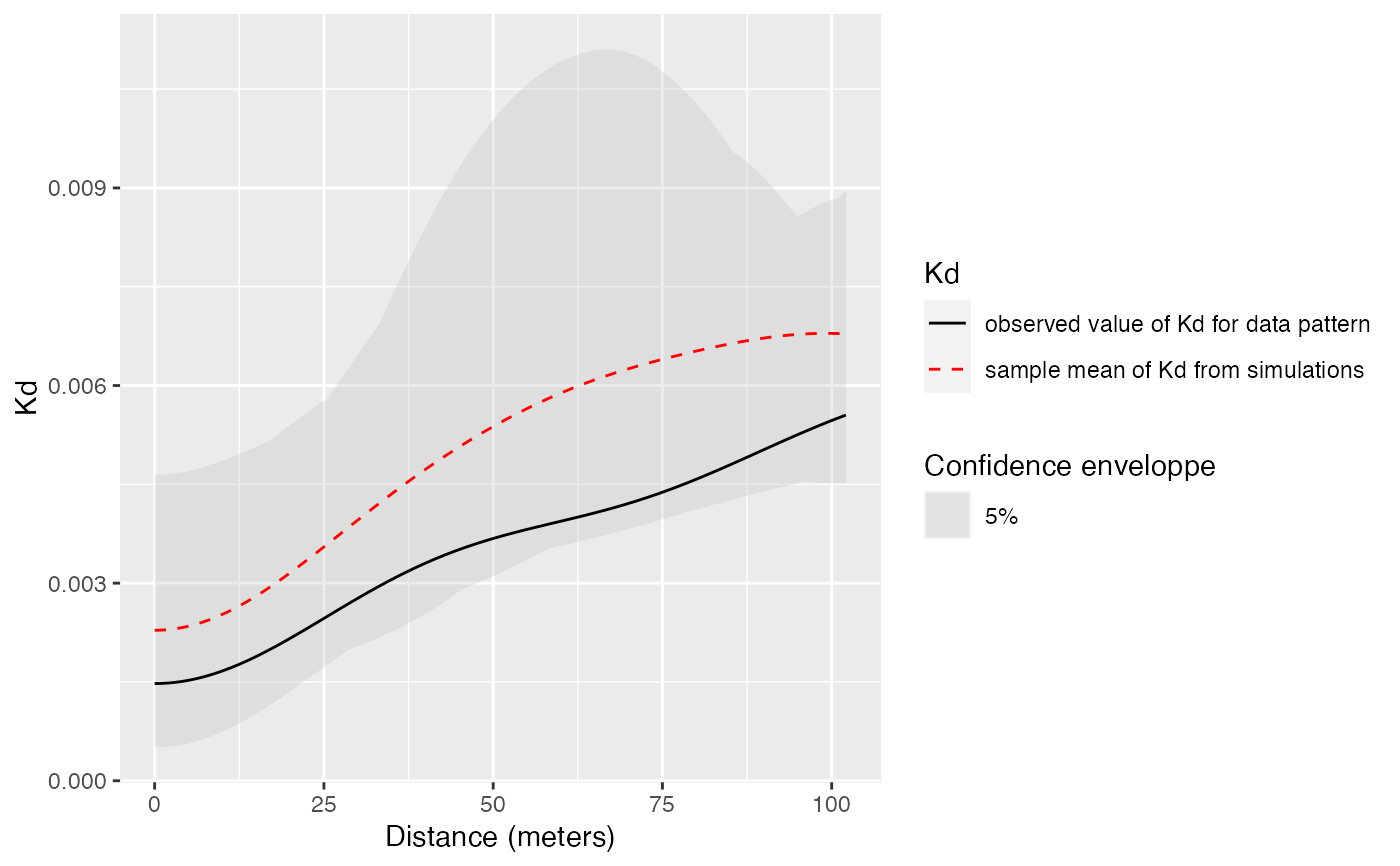 0.009
0.006
0.003
0.000
Kd
0
25
50
75
100
Distance (meters)
Kd
observed value of Kd for data pattern
sample mean of Kd from simulations
Confidence enveloppe
5%